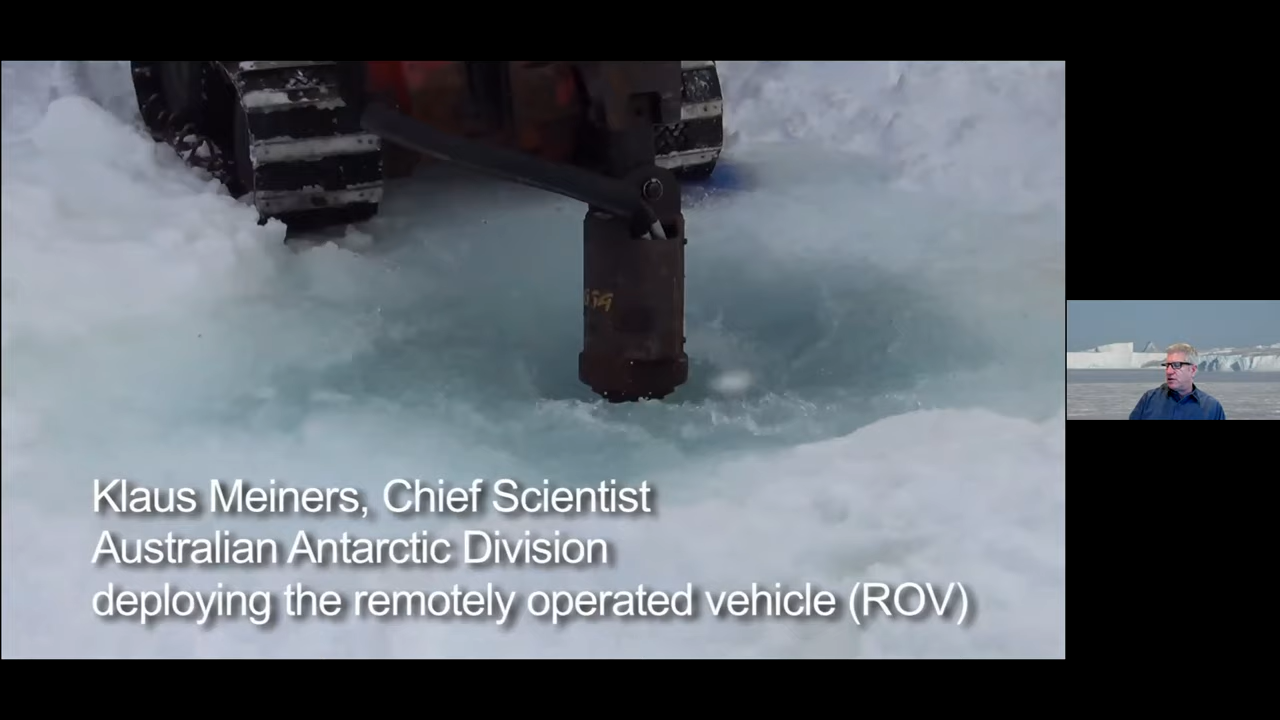 Klaus Meiners, Chief Scientist
Australian Antarctic Division
deploying the remotely operated vehicle (ROV)